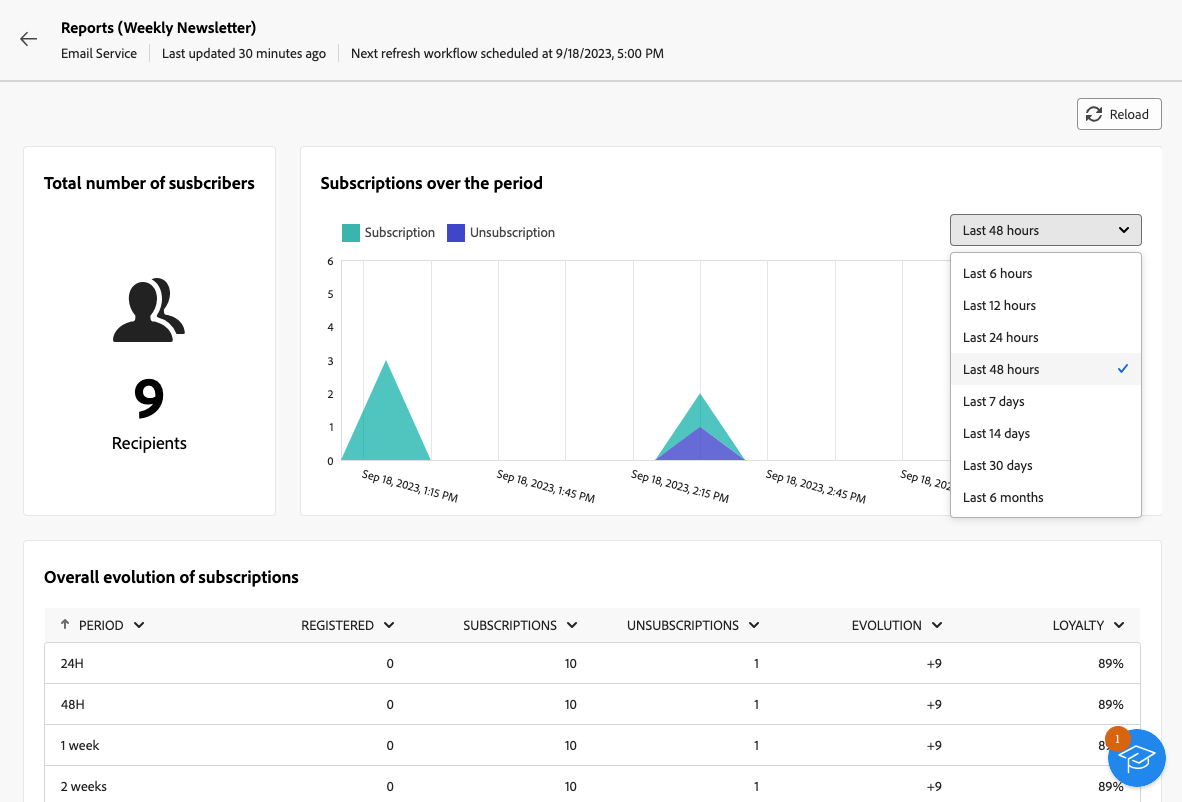 Reports (Weekly Newsletter)
Email Service Last updated 30 minutes ago Next refresh workflow scheduled at 9/18/2023, 5:00 PM
Reload
Total number of susbcribers
9
Recipients
Subscriptions over the period
Subscription Unsubscription
Last 48 hours
Last 6 hours
Last 12 hours
Last 24 hours
Last 48 hours
Last 7 days
Last 14 days
Last 30 days
Last 6 months
6
5
4
3
2
1
0
Sep 18, 2023, 1:15 PM
Sep 18, 2023, 1:45 PM
Sep 18, 2023, 2:15 PM
Sep 18, 2023, 2:45 PM
Sep 18,
Overall evolution of subscriptions
PERIOD REGISTERED SUBSCRIPTIONS UNSUBSCRIPTIONS EVOLUTION LOYALTY
24H 0 10 1 +9 89%
48H 0 10 1 +9 89%
1 week 0 10 1 +9
2 weeks 0 10 1 +9 89%
1